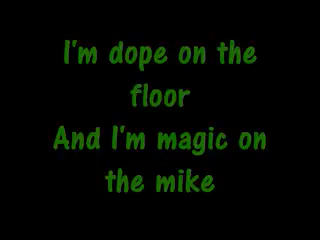 I'm dope on the
floor
And I'm magic on
the mike